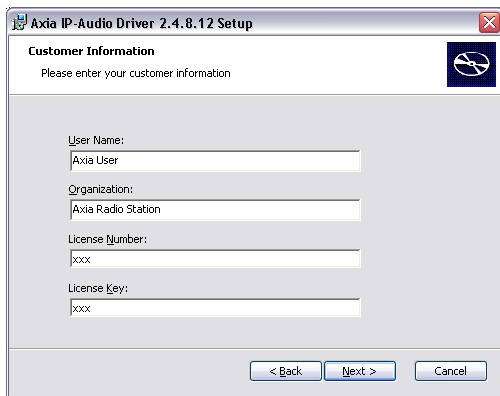 Axia IP-Audio Driver 2.4.8.12 Setup
Customer Information
Please enter your customer information
User Name:
Axia User
Organization:
Axia Radio Station
License Number:
xxx
License Key:
xxx
< Back Next > Cancel